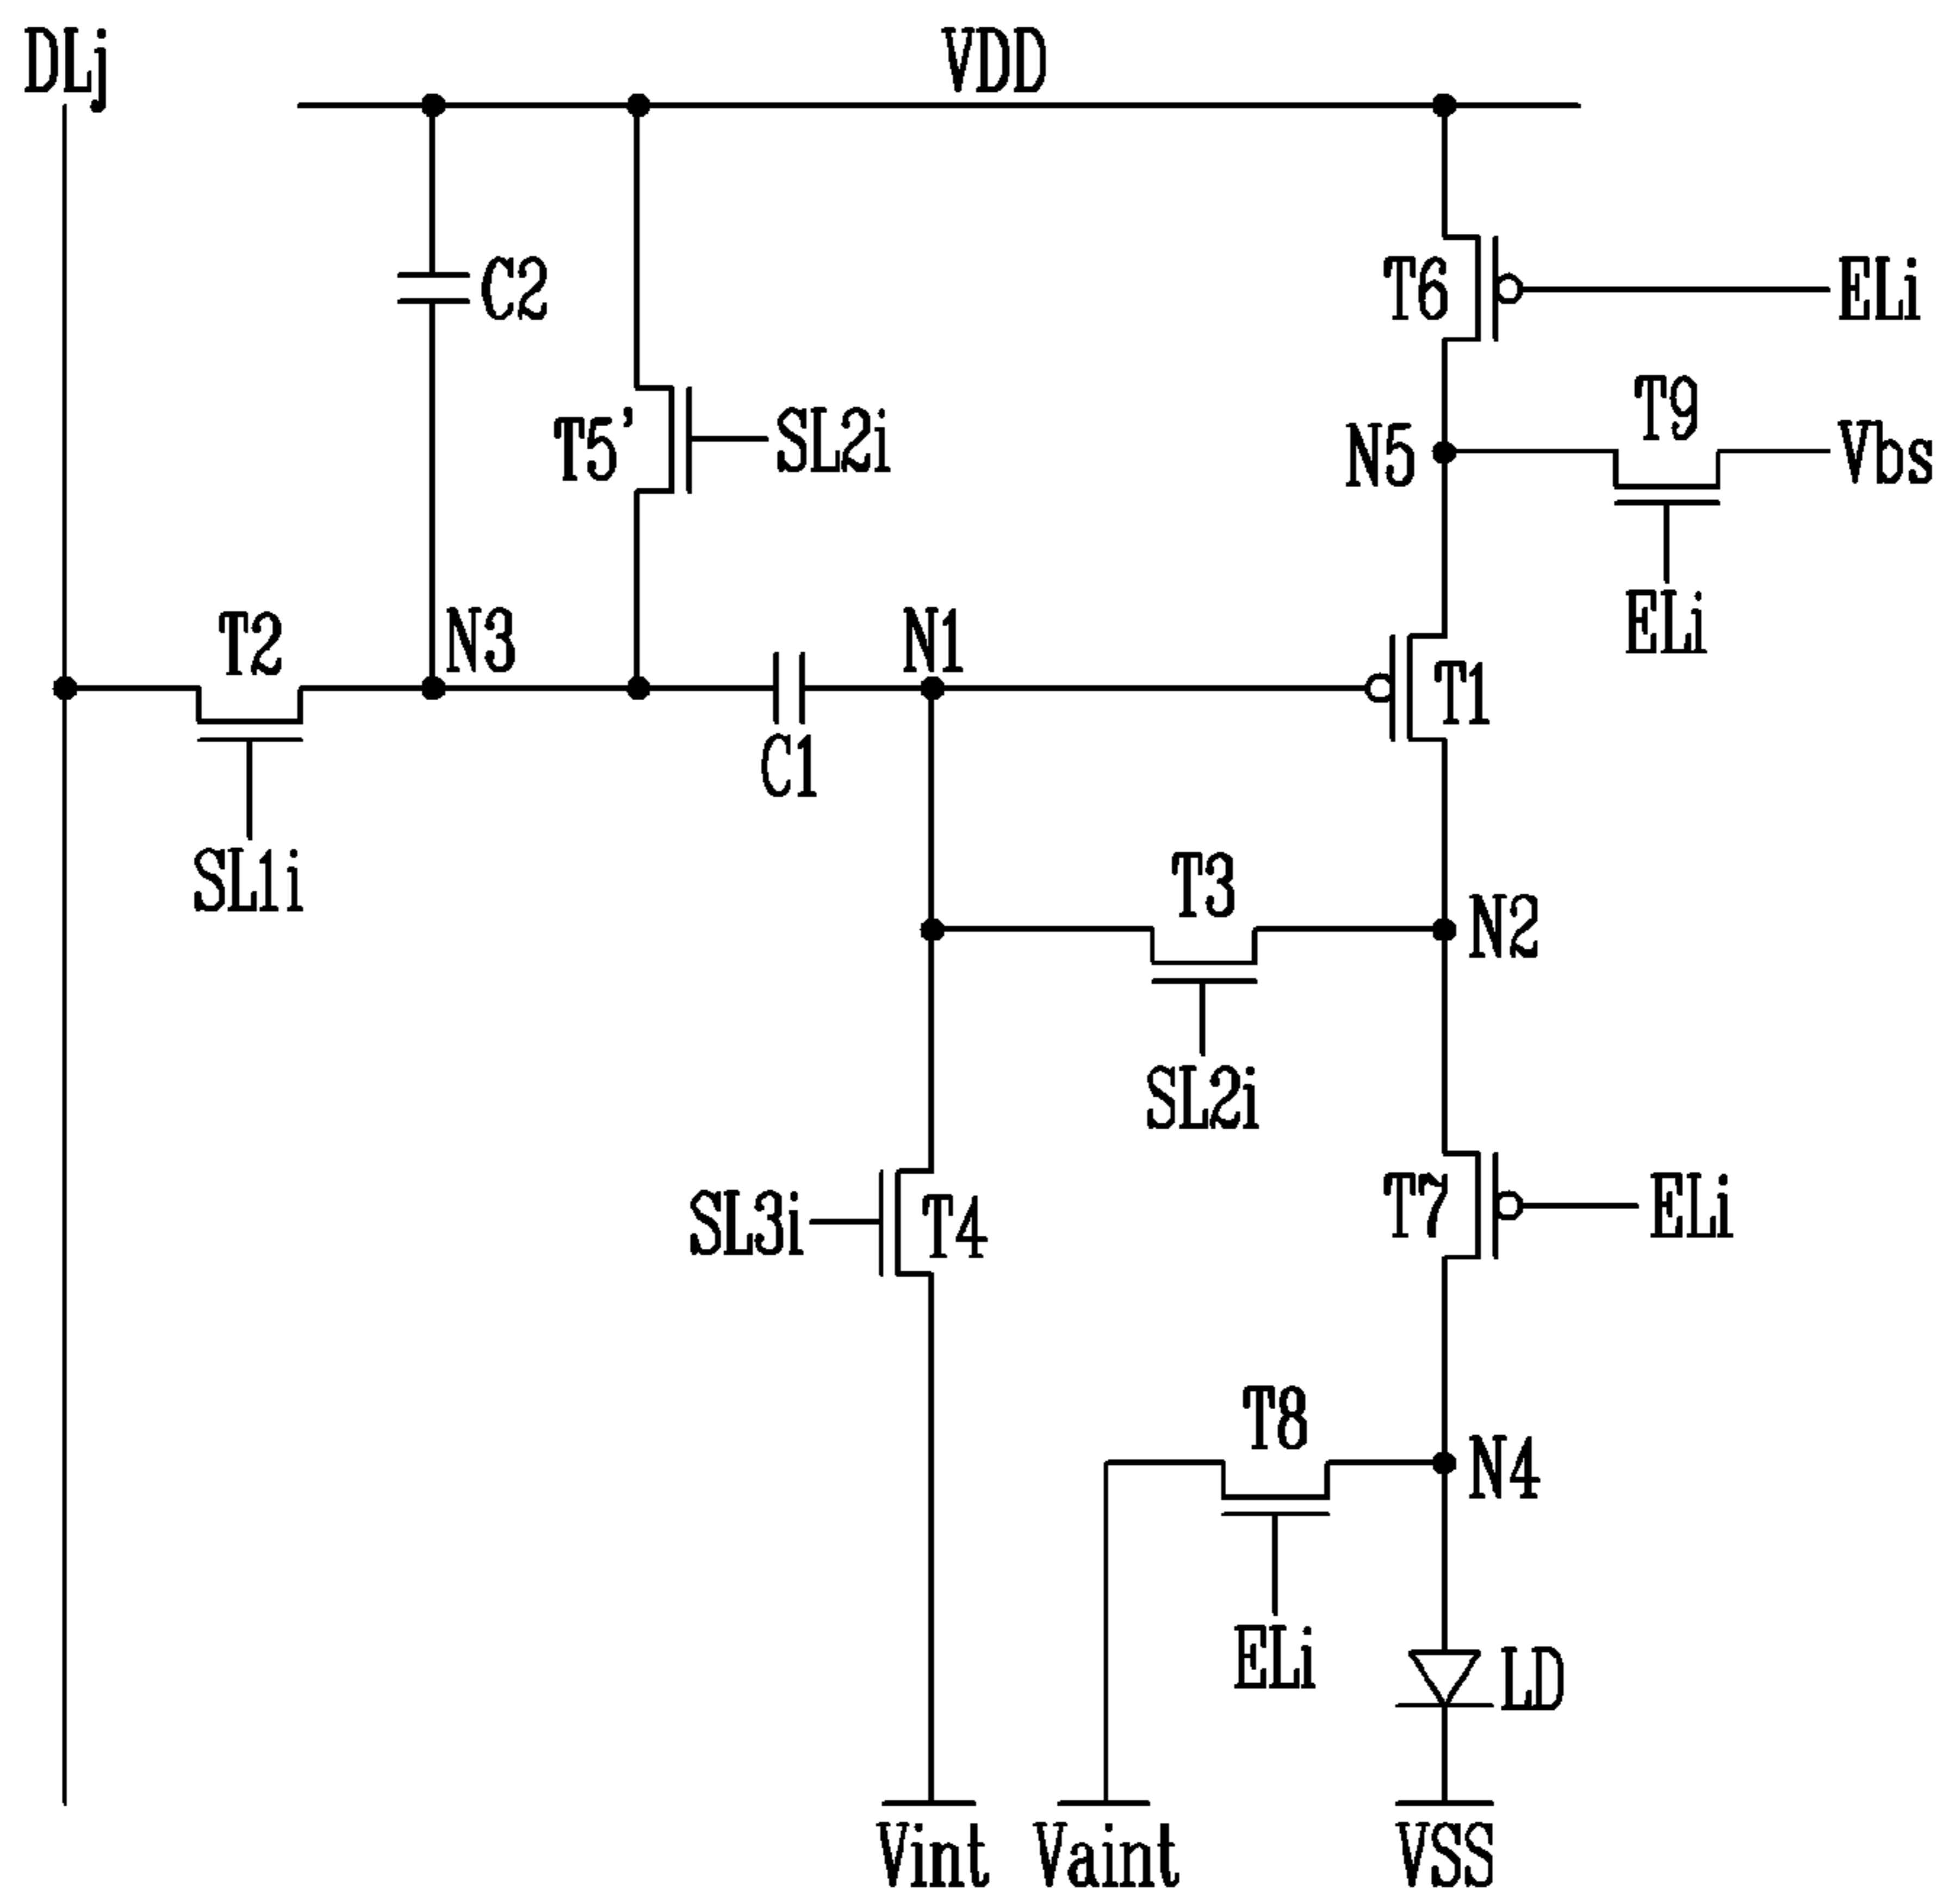 DLj
VDD
C2
T6
ELi
T5'
SL2i
N5
T9
Vbs
ELi
T2
N3
N1
T1
C1
SL1i
T3
N2
SL2i
SL3i
T4
T7
ELi
T8
N4
ELi
LD
Vint
Vaint
VSS